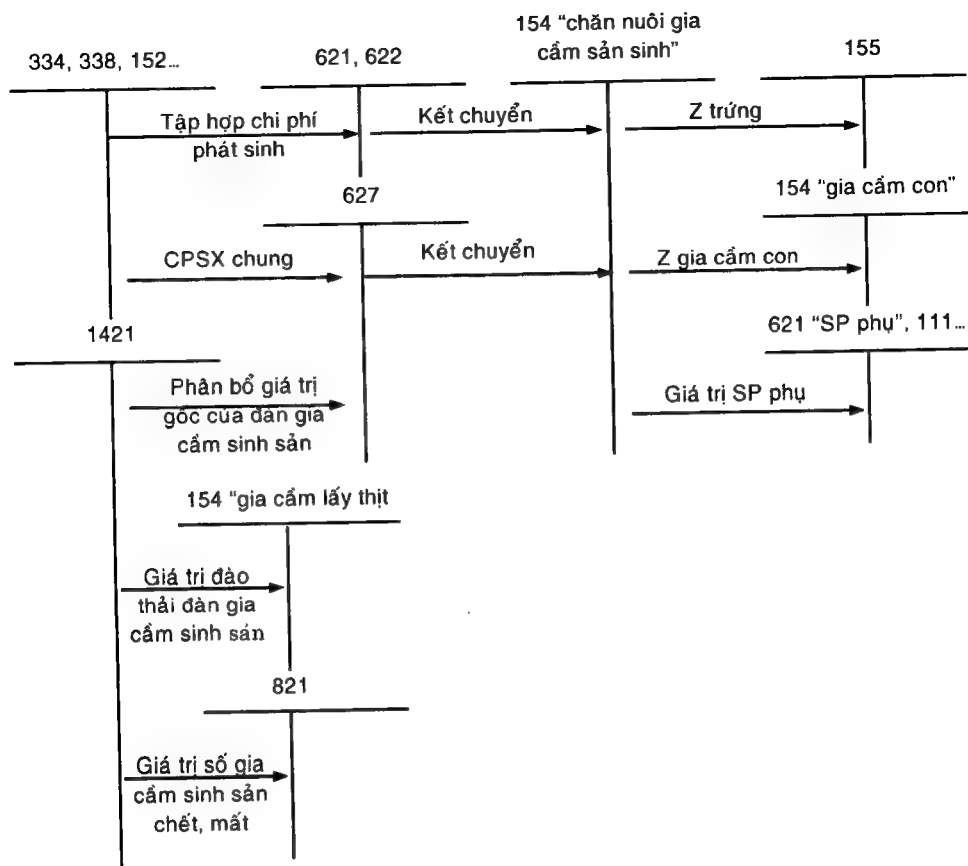 154 “chăn nuôi gia
cầm sản sinh”
334, 338, 152...
621, 622
155
Tập hợp chi phí
phát sinh
Kết chuyển
Z trứng
627
154 “gia cầm con”
CPSX chung
Kết chuyển
Z gia cầm con
1421
621 “SP phụ”, 111...
Phân bổ giá trị
gốc của đàn gia
cầm sinh sản
Giá trị SP phụ
154 “gia cầm lấy thịt
Giá trị đào
thải đàn gia
cầm sinh sán
821
Giá trị số gia
cầm sinh sản
chết, mất